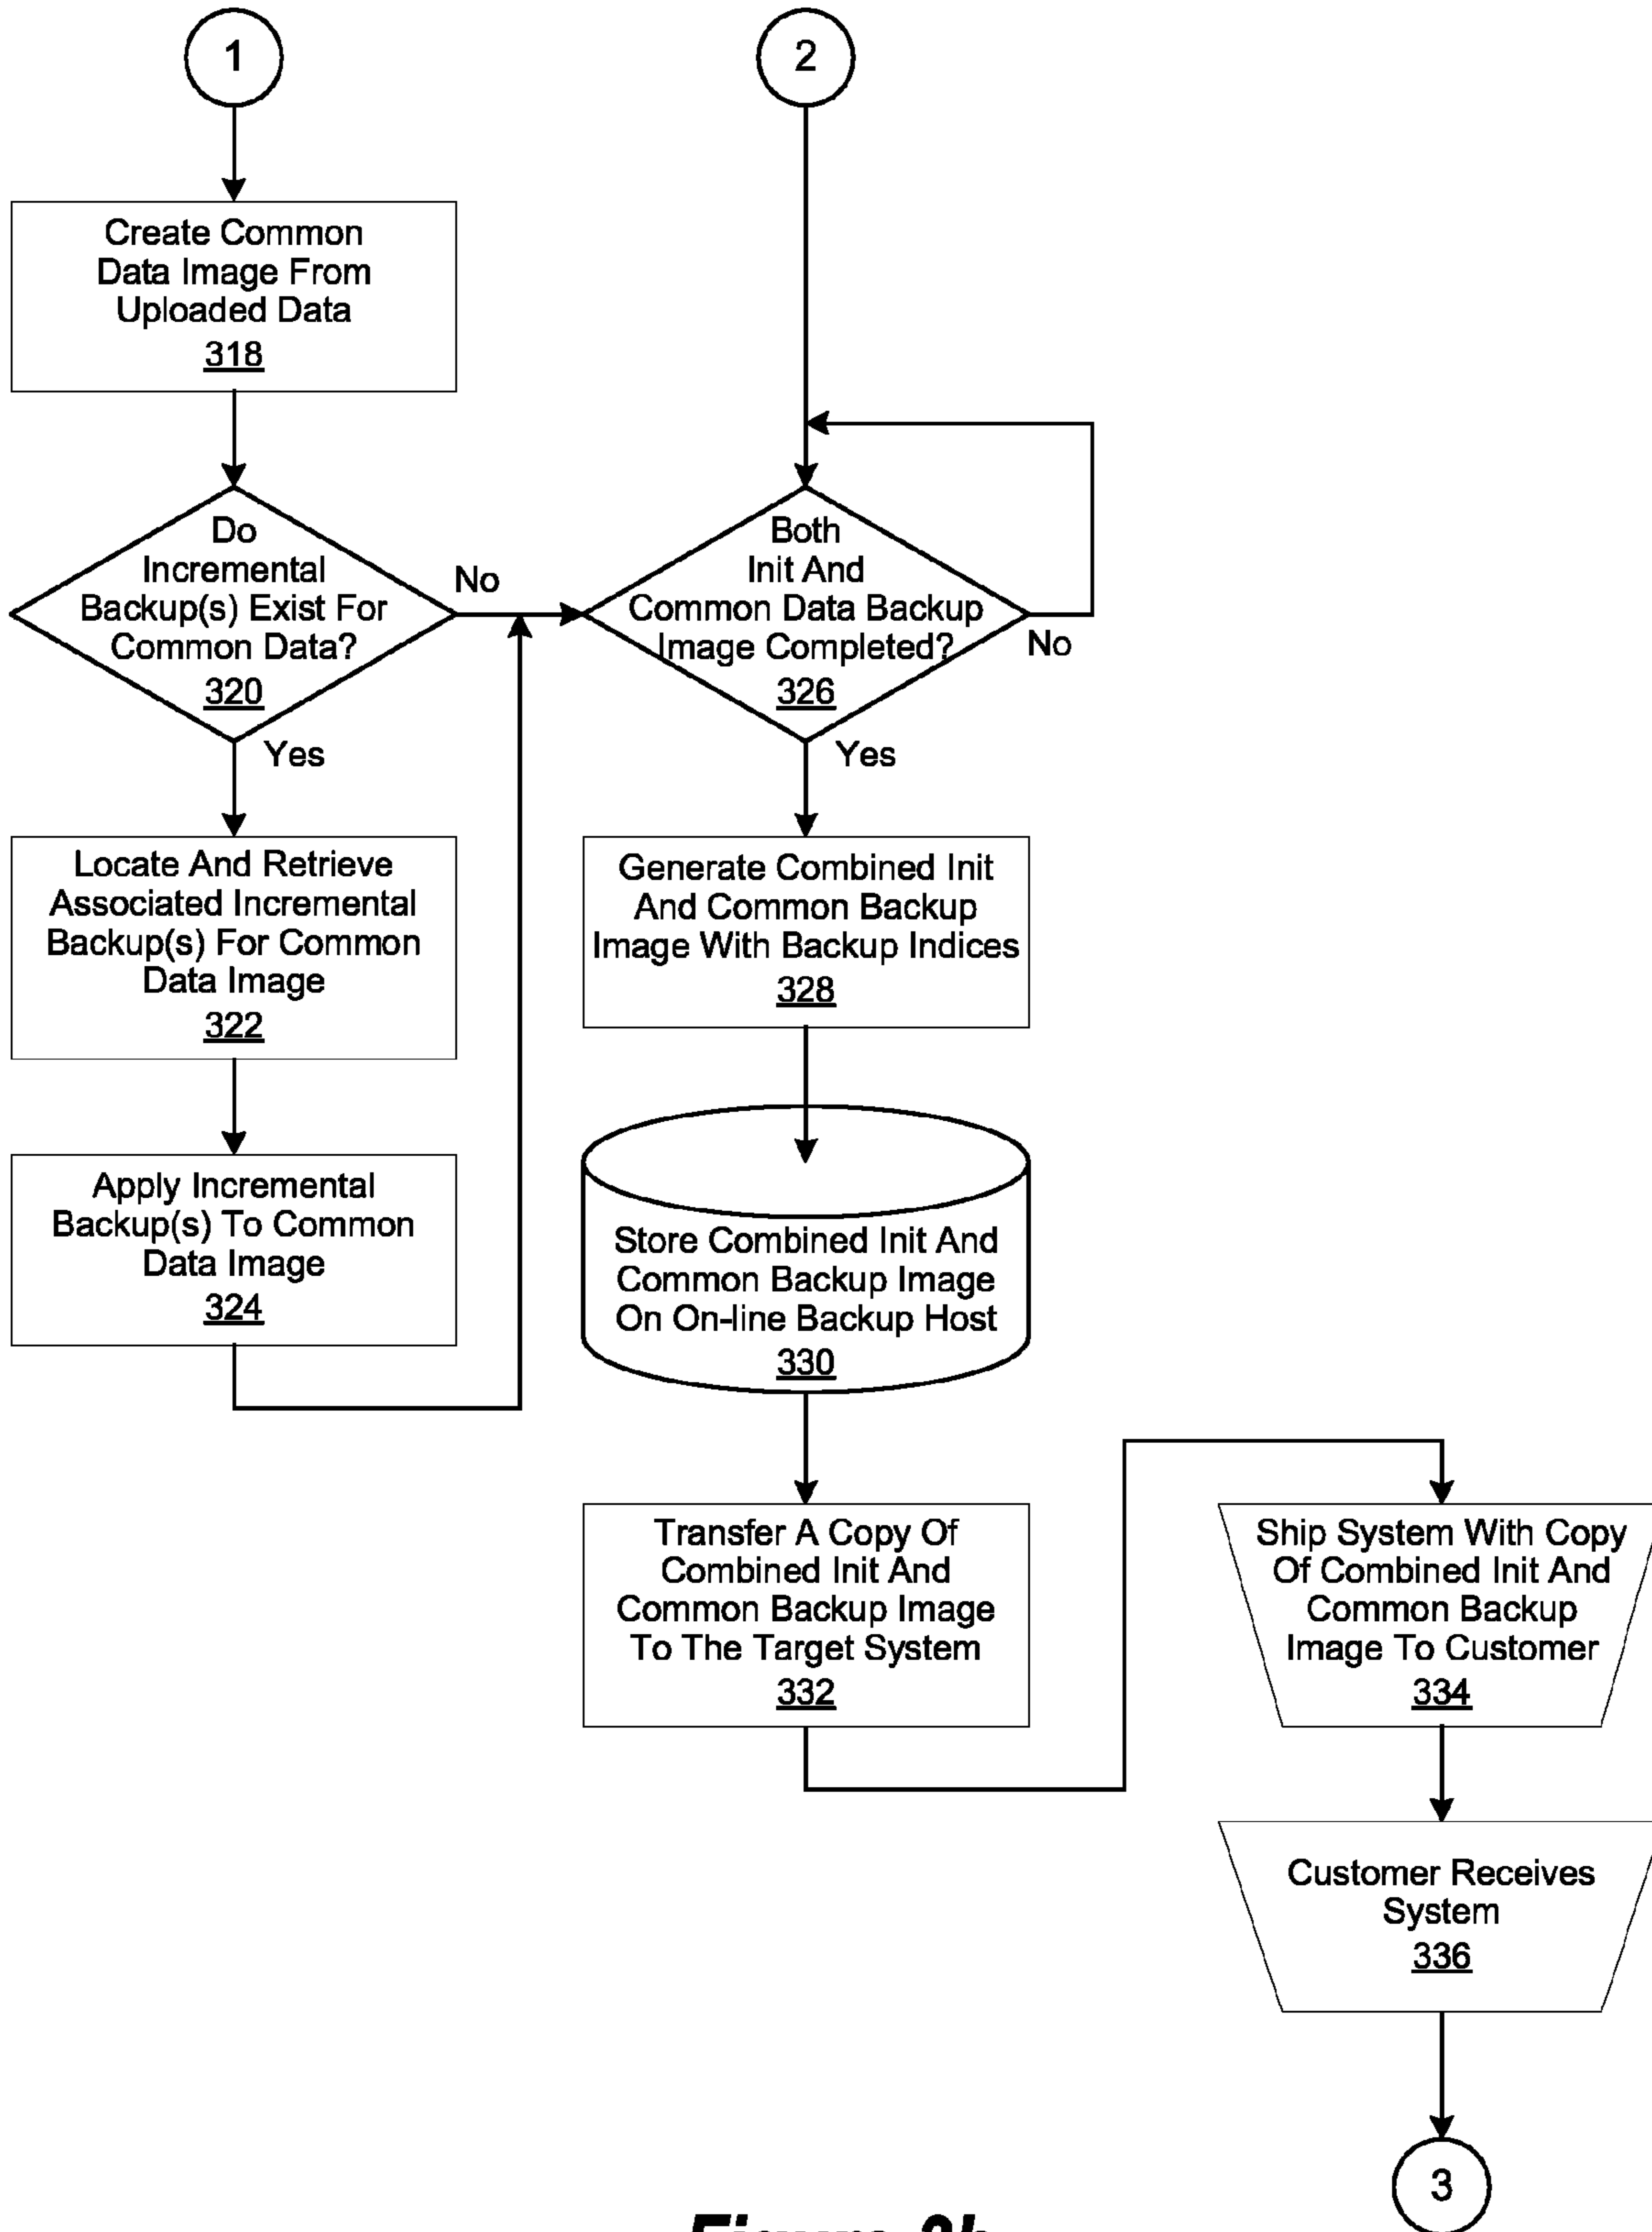 1
Create Common
Data Image From
Uploaded Data
318
Do
Incremental
Backup(s) Exist For
Common Data?
320
No
Yes
Locate And Retrieve
Associated Incremental
Backup(s) For Common
Data Image
322
Apply Incremental
Backup(s) To Common
Data Image
324
2
Both
Init And
Common Data Backup
Image Completed?
326
No
Yes
Generate Combined Init
And Common Backup
Image With Backup Indices
328
Store Combined Init And
Common Backup Image
On On-line Backup Host
330
Transfer A Copy Of
Combined Init And
Common Backup Image
To The Target System
332
Ship System With Copy
Of Combined Init And
Common Backup
Image To Customer
334
Customer Receives
System
336
3
Figure 3b